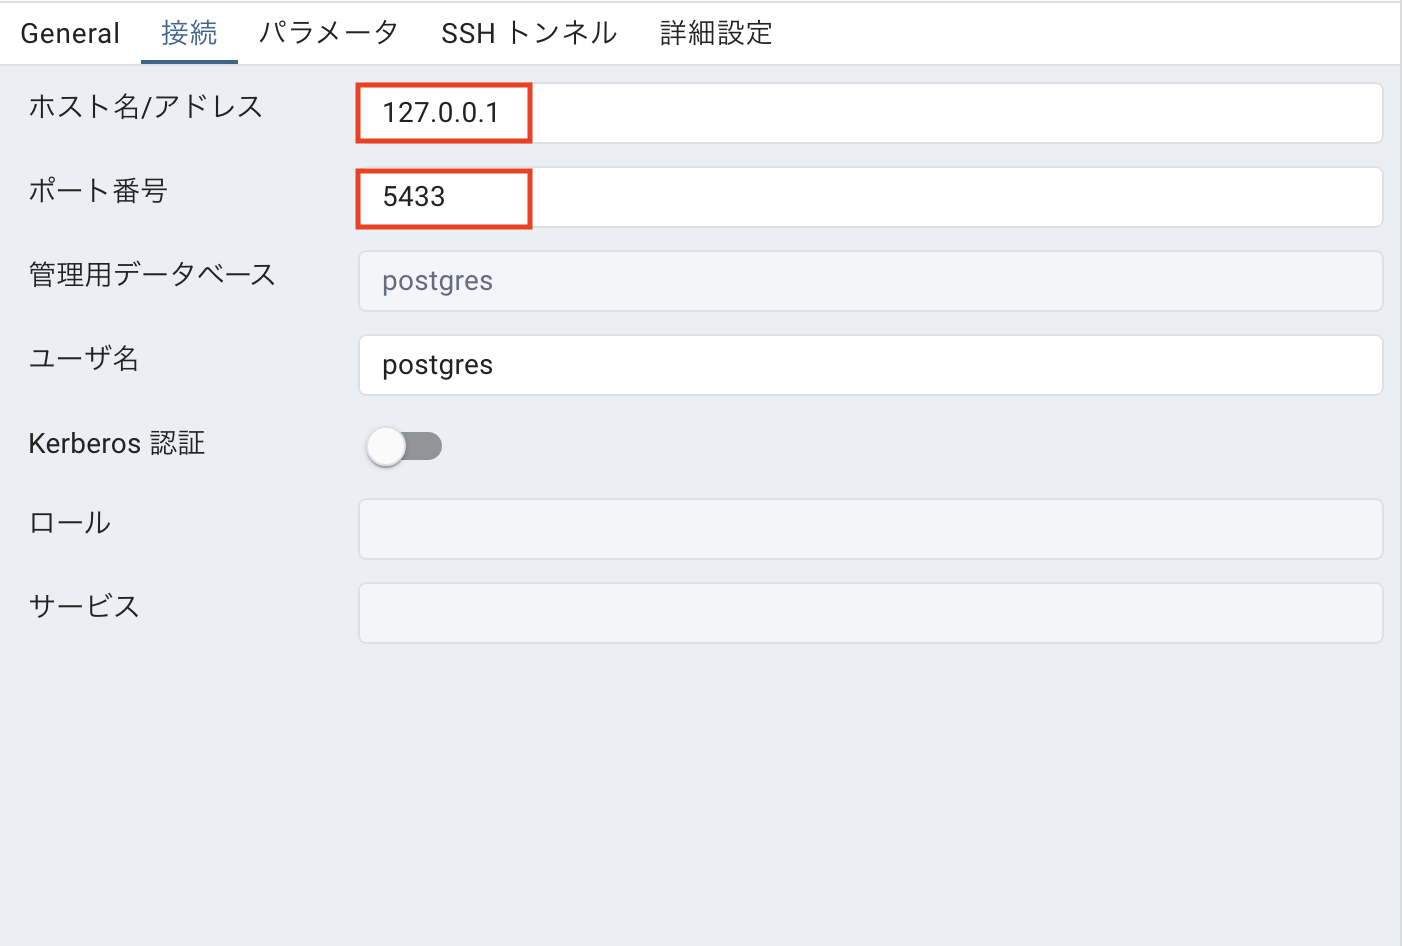 General 接続 パラメータ SSH トンネル 詳細設定
ホスト名/アドレス 127.0.0.1
ポート番号 5433
管理用データベース postgres
ユーザ名 postgres
Kerberos 認証
ロール
サービス